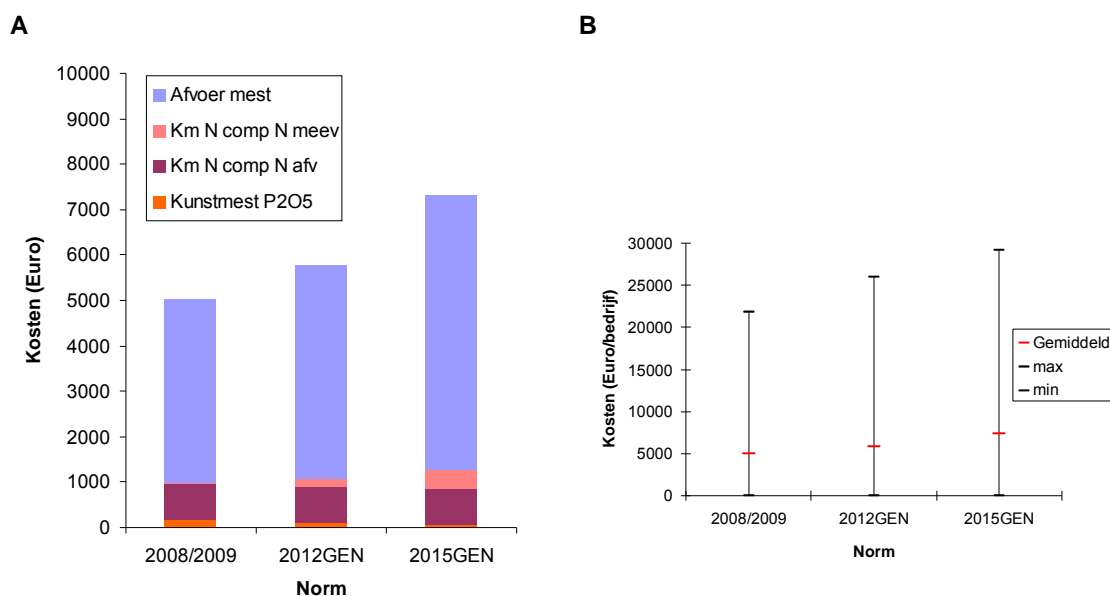 A
10000
9000
8000
7000
6000
5000
4000
3000
2000
1000
0
Kosten (Euro)
Afvoer mest
Km N comp N meev
Km N comp N afv
Kunstmest P2O5
2008/2009 2012GEN 2015GEN
Norm
B
30000
25000
20000
15000
10000
5000
0
Kosten (Euro/bedrijf)
Gemiddeld
max
min
2008/2009 2012GEN 2015GEN
Norm